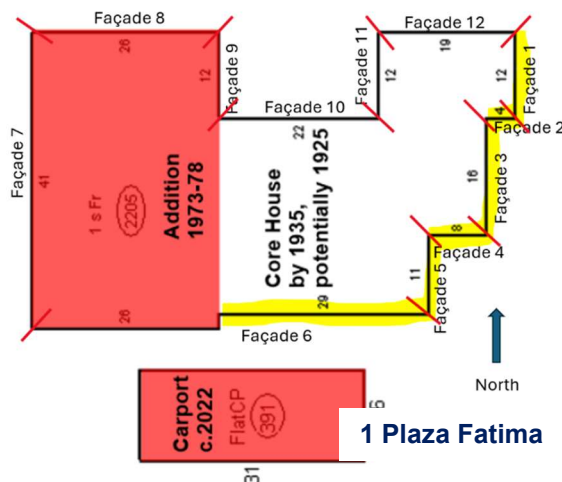 Façade 8
26
Façade 7
41
1 s Fr
2205
Addition
1973-78
12
Façade 9
Façade 10
22
Façade 11
12
Façade 12
19
12
Façade 1
4
Façade 2
16
Façade 3
8
Façade 4
11
Façade 5
29
Façade 6
26
Core House
by 1935,
potentially 1925
North
Carport
c.2022
FlatCP
391
31
1 Plaza Fatima